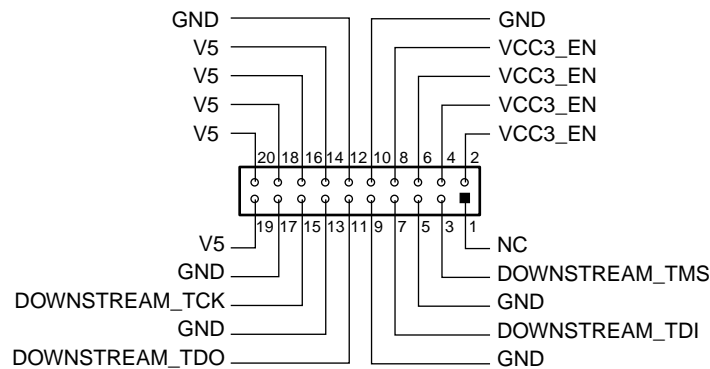 GND GND
V5 VCC3_EN
V5 VCC3_EN
V5 VCC3_EN
V5 VCC3_EN
20 18 16 14 12 10 8 6 4 2
19 17 15 13 11 9 7 5 3 1
V5 NC
GND DOWNSTREAM_TMS
DOWNSTREAM_TCK GND
GND DOWNSTREAM_TDI
DOWNSTREAM_TDO GND